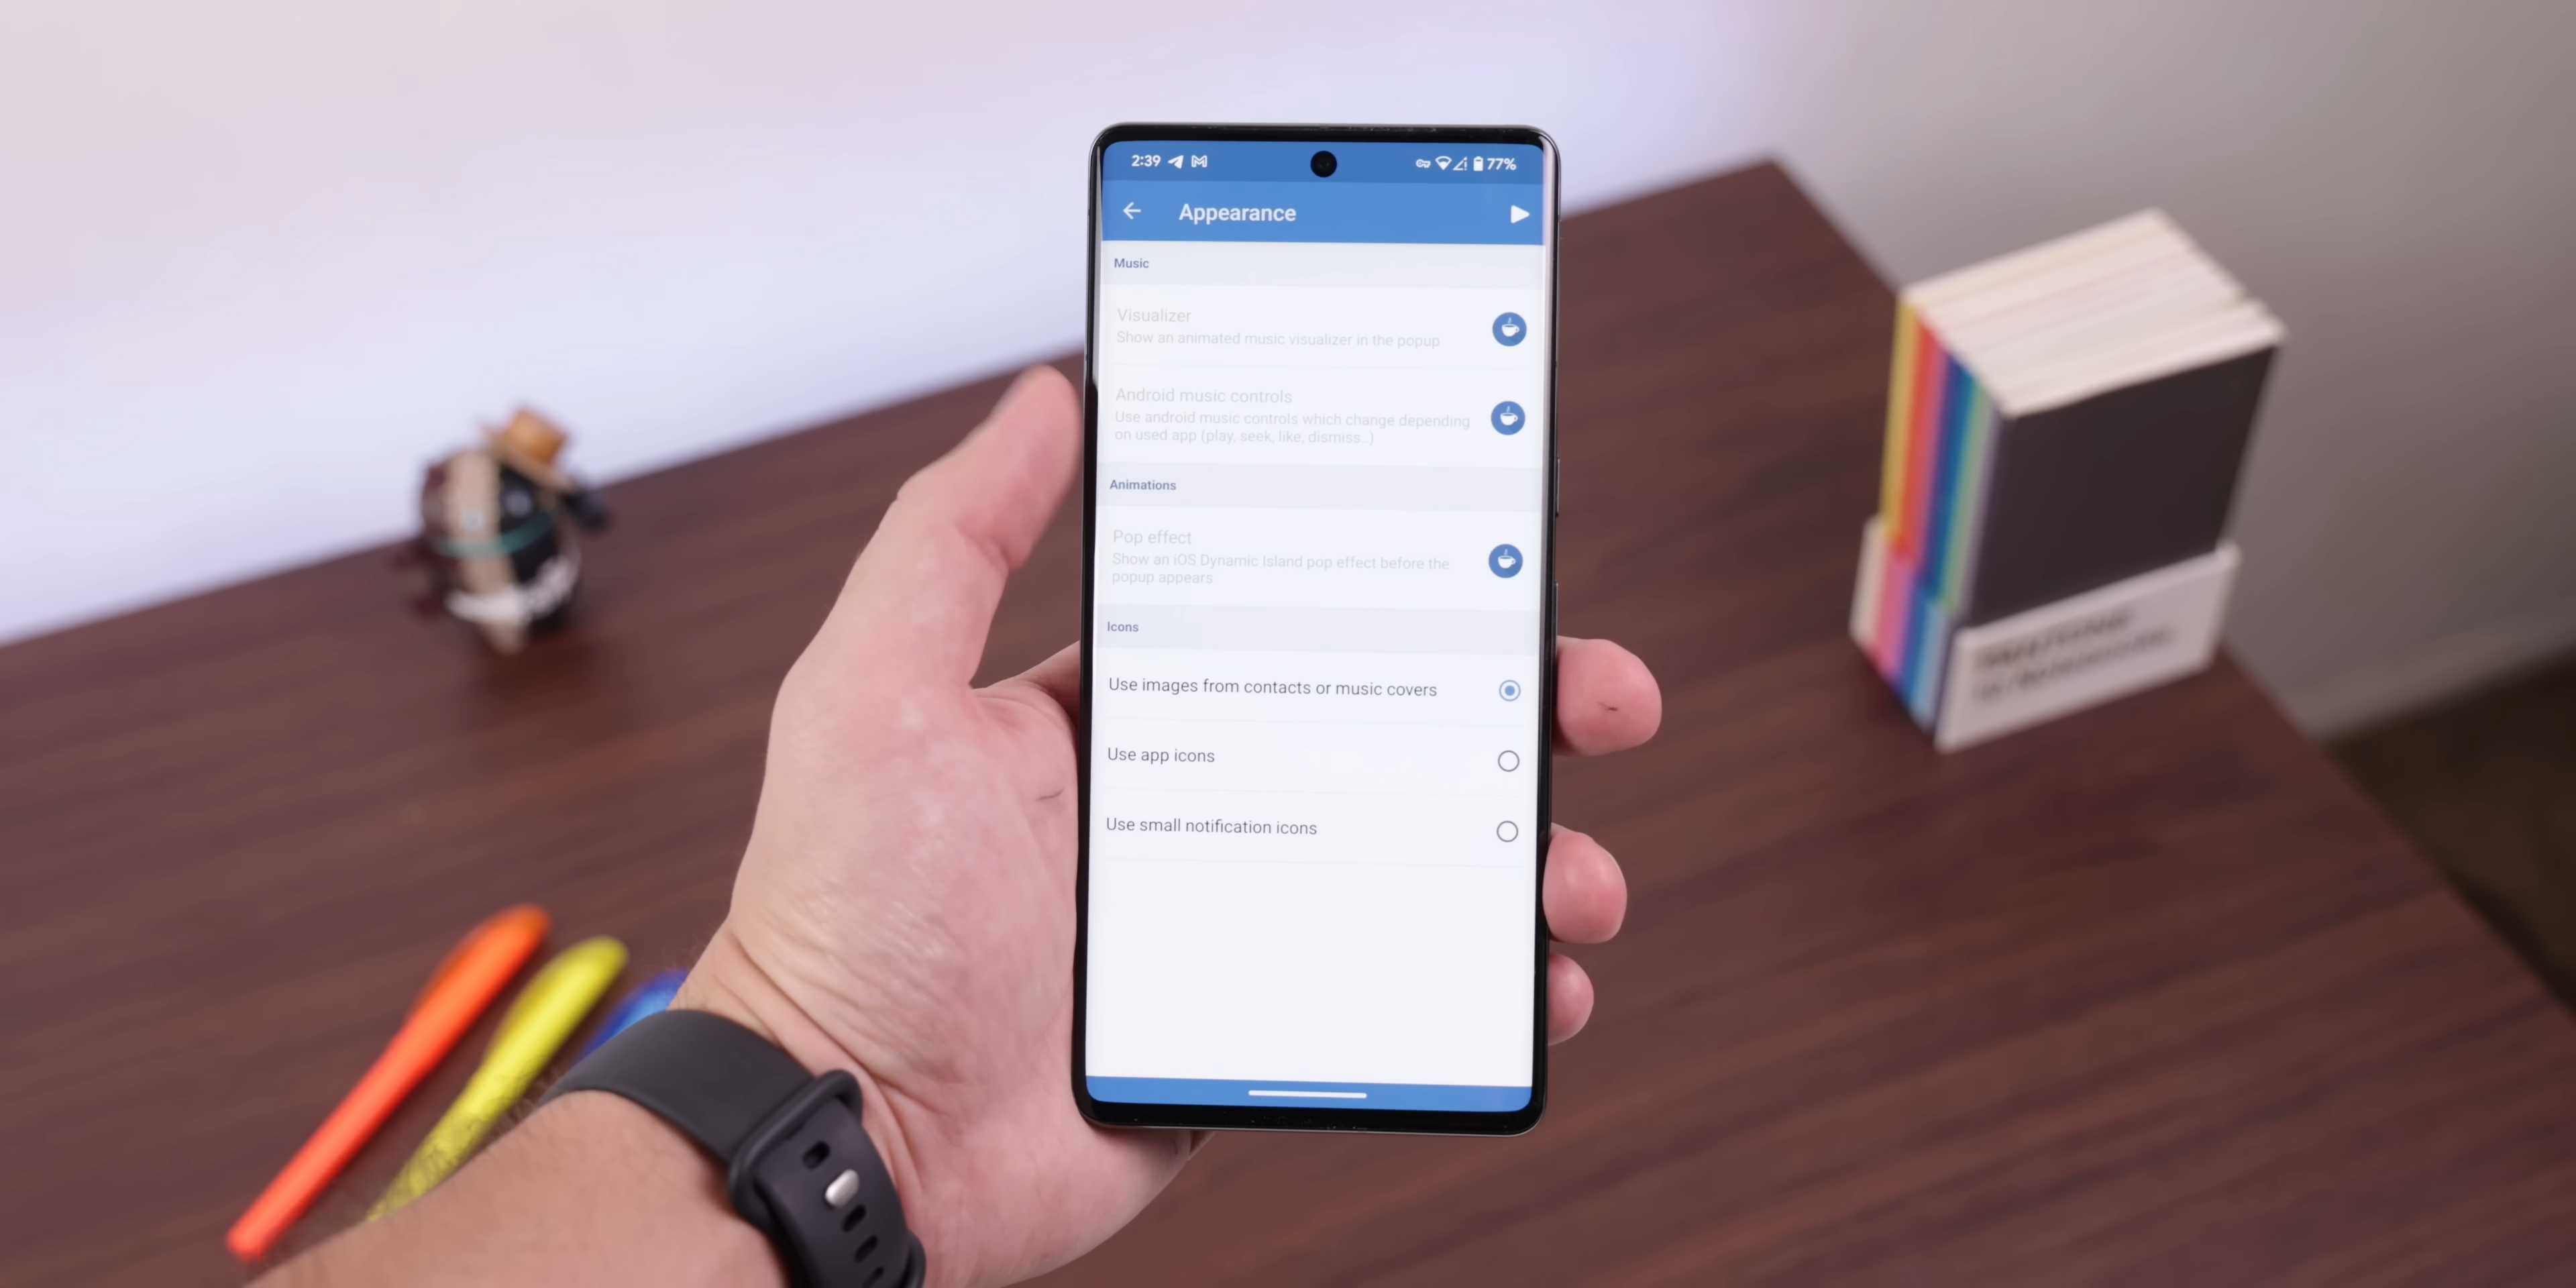 2:39 77%
Appearance
Music
Visualizer
Show an animated music visualizer in the popup
Android music controls
Use android music controls which change depending
on used app (play, seek, like, dismiss..)
Animations
Pop effect
Show an iOS Dynamic Island pop effect before the
popup appears
Icons
Use images from contacts or music covers
Use app icons
Use small notification icons